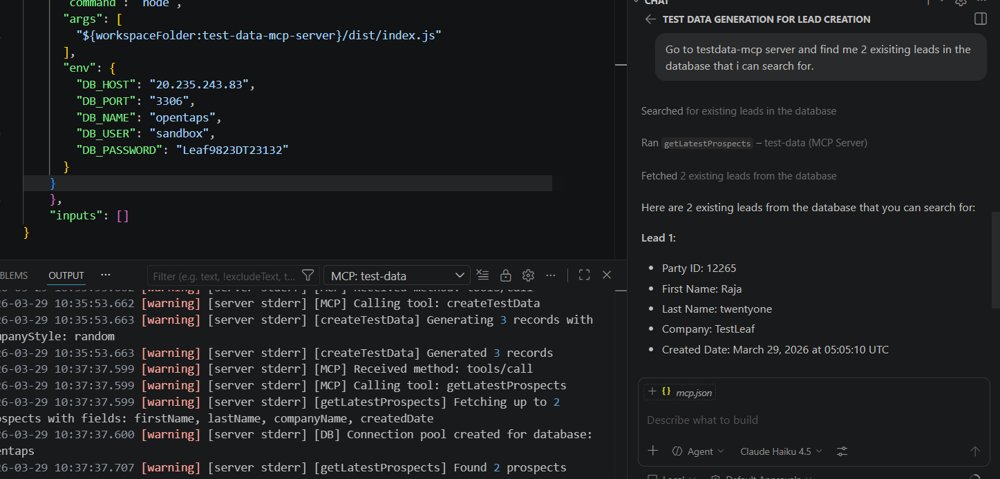 "command": "node",
"args": [
"${workspaceFolder:test-data-mcp-server}/dist/index.js"
],
"env": {
"DB_HOST": "20.235.243.83",
"DB_PORT": "3306",
"DB_NAME": "opentaps",
"DB_USER": "sandbox",
"DB_PASSWORD": "Leaf9823DT23132"
}
}
},
"inputs": []
}
BLEMS OUTPUT ... Filter (e.g. text, !excludeText, t... MCP: test-data
[MCP] Received method: tools/call
26-03-29 10:35:53.662 [warning] [server stderr] [MCP] Calling tool: createTestData
26-03-29 10:35:53.663 [warning] [server stderr] [createTestData] Generating 3 records with
mpanyStyle: random
26-03-29 10:35:53.663 [warning] [server stderr] [createTestData] Generated 3 records
26-03-29 10:37:37.599 [warning] [server stderr] [MCP] Received method: tools/call
26-03-29 10:37:37.599 [warning] [server stderr] [MCP] Calling tool: getLatestProspects
26-03-29 10:37:37.599 [warning] [server stderr] [getLatestProspects] Fetching up to 2
ospects with fields: firstName, lastName, companyName, createdDate
26-03-29 10:37:37.600 [warning] [server stderr] [DB] Connection pool created for database:
entaps
26-03-29 10:37:37.707 [warning] [server stderr] [getLatestProspects] Found 2 prospects
CHAT
TEST DATA GENERATION FOR LEAD CREATION
Go to testdata-mcp server and find me 2 exisiting leads in the
database that i can search for.
Searched for existing leads in the database
Ran getLatestProspects – test-data (MCP Server)
Fetched 2 existing leads from the database
Here are 2 existing leads from the database that you can search for:
Lead 1:
• Party ID: 12265
• First Name: Raja
• Last Name: twentyone
• Company: TestLeaf
• Created Date: March 29, 2026 at 05:05:10 UTC
+ {} mcp.json
Describe what to build
+ Agent Claude Haiku 4.5
Local Default Approvals